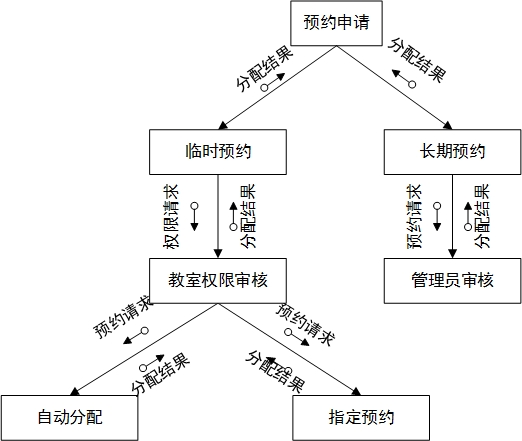 预约申请
分配结果
分配结果
临时预约
长期预约
权限请求
分配结果
预约请求
分配结果
教室权限审核
管理员审核
预约请求
分配结果
预约请求
分配结果
自动分配
指定预约